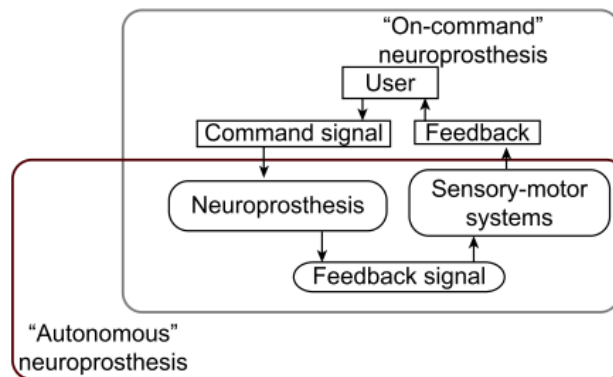 “On-command”
neuroprosthesis
User
Command signal
Feedback
Neuroprosthesis
Sensory-motor
systems
Feedback signal
“Autonomous”
neuroprosthesis